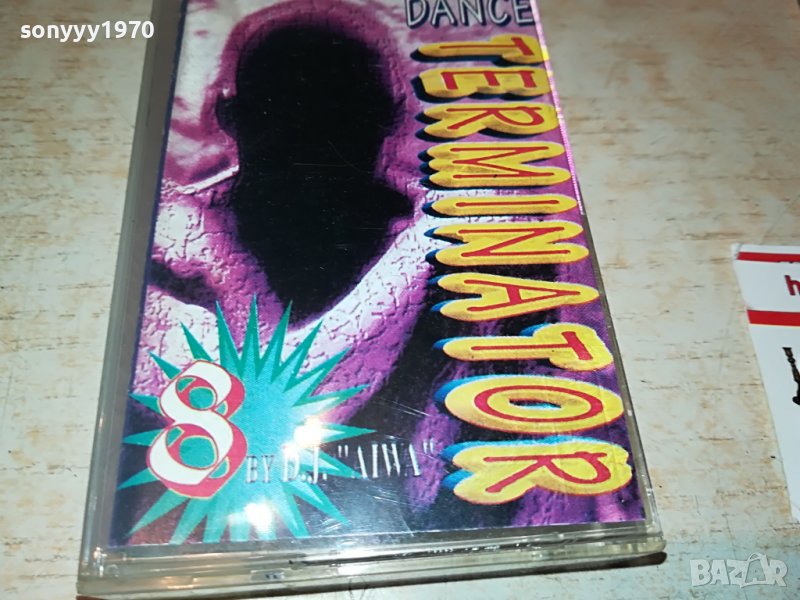 sonyyy1970
DANCE
TERMINATOR
8
BY D.J. "AIWA"
h
BAZAR